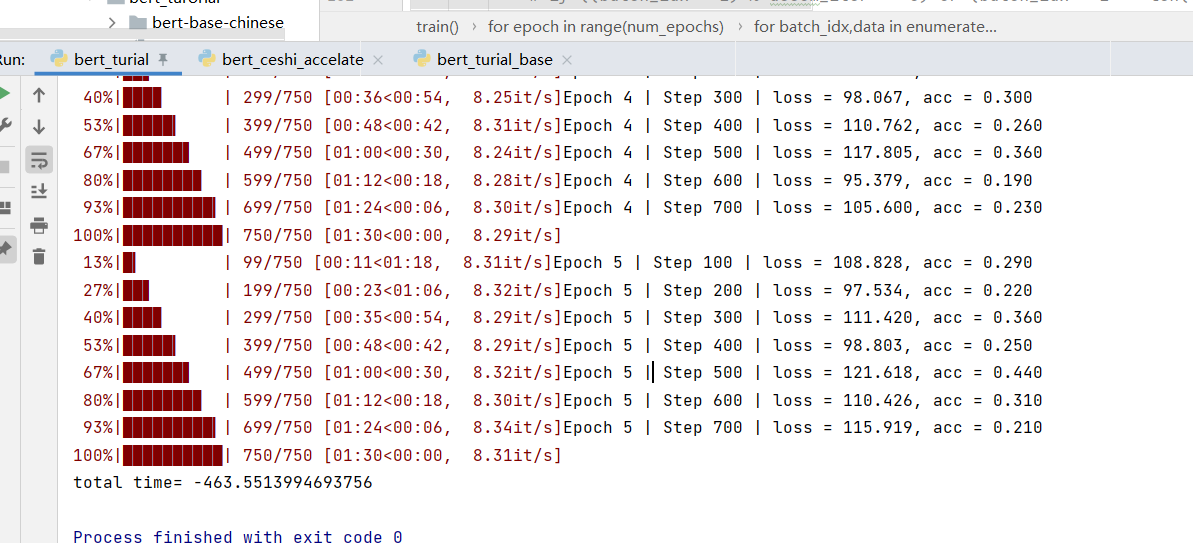 bert-base-chinese
train() › for epoch in range(num_epochs) › for batch_idx,data in enumerate...
Run: bert_turial bert_ceshi_accelate × bert_turial_base ×
40%| | 299/750 [00:36<00:54, 8.25it/s]Epoch 4 | Step 300 | loss = 98.067, acc = 0.300
53%| | 399/750 [00:48<00:42, 8.31it/s]Epoch 4 | Step 400 | loss = 110.762, acc = 0.260
67%| | 499/750 [01:00<00:30, 8.24it/s]Epoch 4 | Step 500 | loss = 117.805, acc = 0.360
80%| | 599/750 [01:12<00:18, 8.28it/s]Epoch 4 | Step 600 | loss = 95.379, acc = 0.190
93%| | 699/750 [01:24<00:06, 8.30it/s]Epoch 4 | Step 700 | loss = 105.600, acc = 0.230
100%| | 750/750 [01:30<00:00, 8.29it/s]
13%| | 99/750 [00:11<01:18, 8.31it/s]Epoch 5 | Step 100 | loss = 108.828, acc = 0.290
27%| | 199/750 [00:23<01:06, 8.32it/s]Epoch 5 | Step 200 | loss = 97.534, acc = 0.220
40%| | 299/750 [00:35<00:54, 8.29it/s]Epoch 5 | Step 300 | loss = 111.420, acc = 0.360
53%| | 399/750 [00:48<00:42, 8.29it/s]Epoch 5 | Step 400 | loss = 98.803, acc = 0.250
67%| | 499/750 [01:00<00:30, 8.32it/s]Epoch 5 | Step 500 | loss = 121.618, acc = 0.440
80%| | 599/750 [01:12<00:18, 8.30it/s]Epoch 5 | Step 600 | loss = 110.426, acc = 0.310
93%| | 699/750 [01:24<00:06, 8.34it/s]Epoch 5 | Step 700 | loss = 115.919, acc = 0.210
100%| | 750/750 [01:30<00:00, 8.31it/s]
total time= -463.5513994693756
Process finished with exit code 0